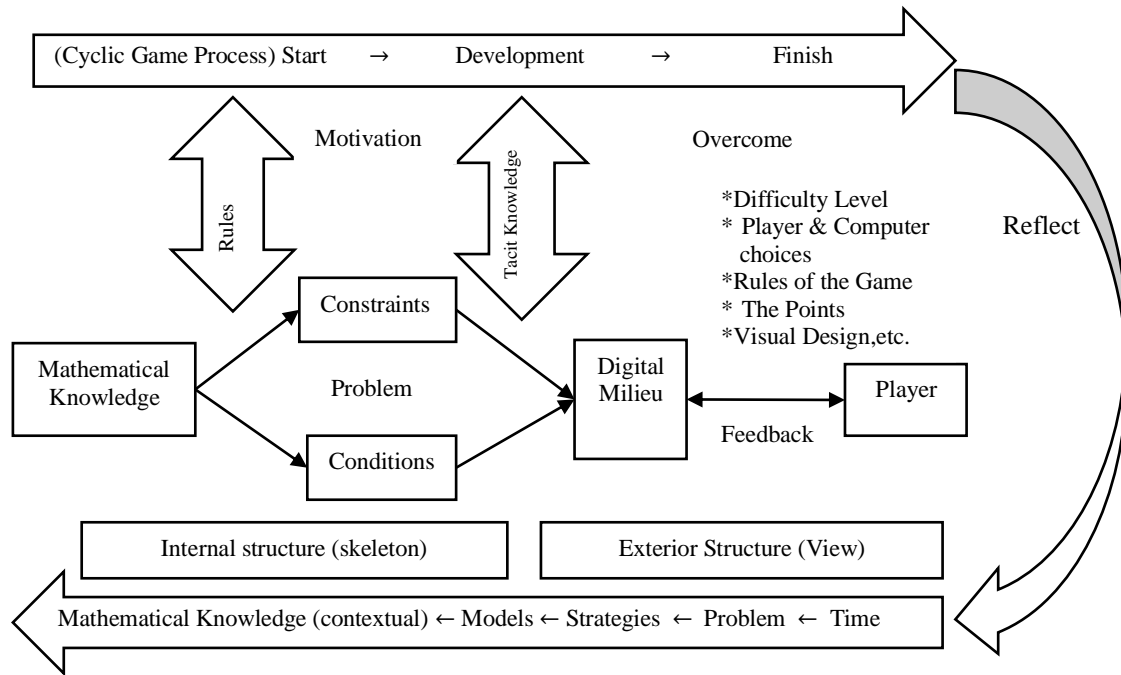 (Cyclic Game Process) Start → Development → Finish
Motivation
Overcome
Rules
Tacit Knowledge
*Difficulty Level
* Player & Computer
choices
*Rules of the Game
* The Points
*Visual Design,etc.
Reflect
Constraints
Mathematical
Knowledge
Problem
Digital
Milieu
Player
Feedback
Conditions
Internal structure (skeleton)
Exterior Structure (View)
Mathematical Knowledge (contextual) ← Models ← Strategies ← Problem ← Time